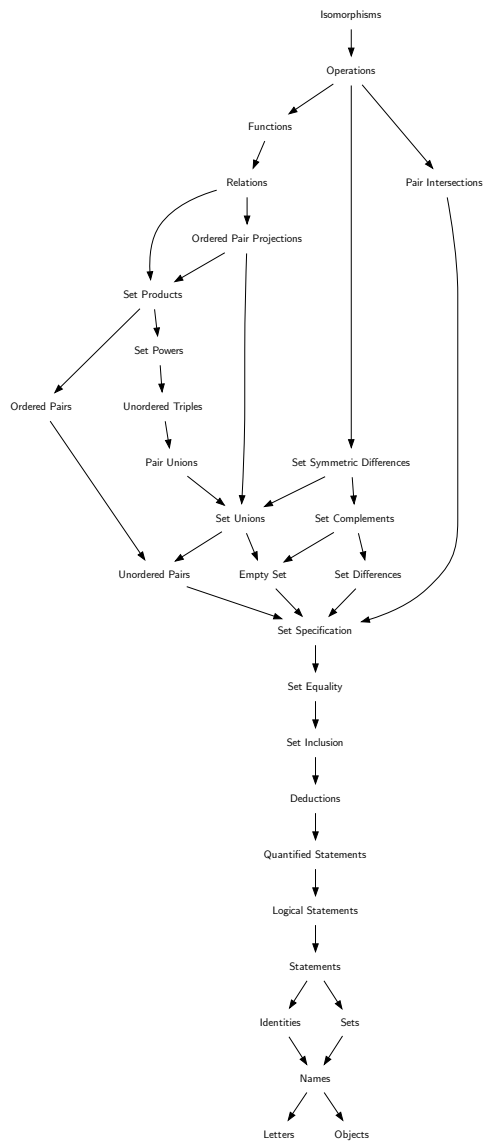 Isomorphisms
Operations
Functions
Relations
Pair Intersections
Ordered Pair Projections
Set Products
Set Powers
Ordered Pairs
Unordered Triples
Pair Unions
Set Symmetric Differences
Set Unions
Set Complements
Unordered Pairs
Empty Set
Set Differences
Set Specification
Set Equality
Set Inclusion
Deductions
Quantified Statements
Logical Statements
Statements
Identities
Sets
Names
Letters
Objects